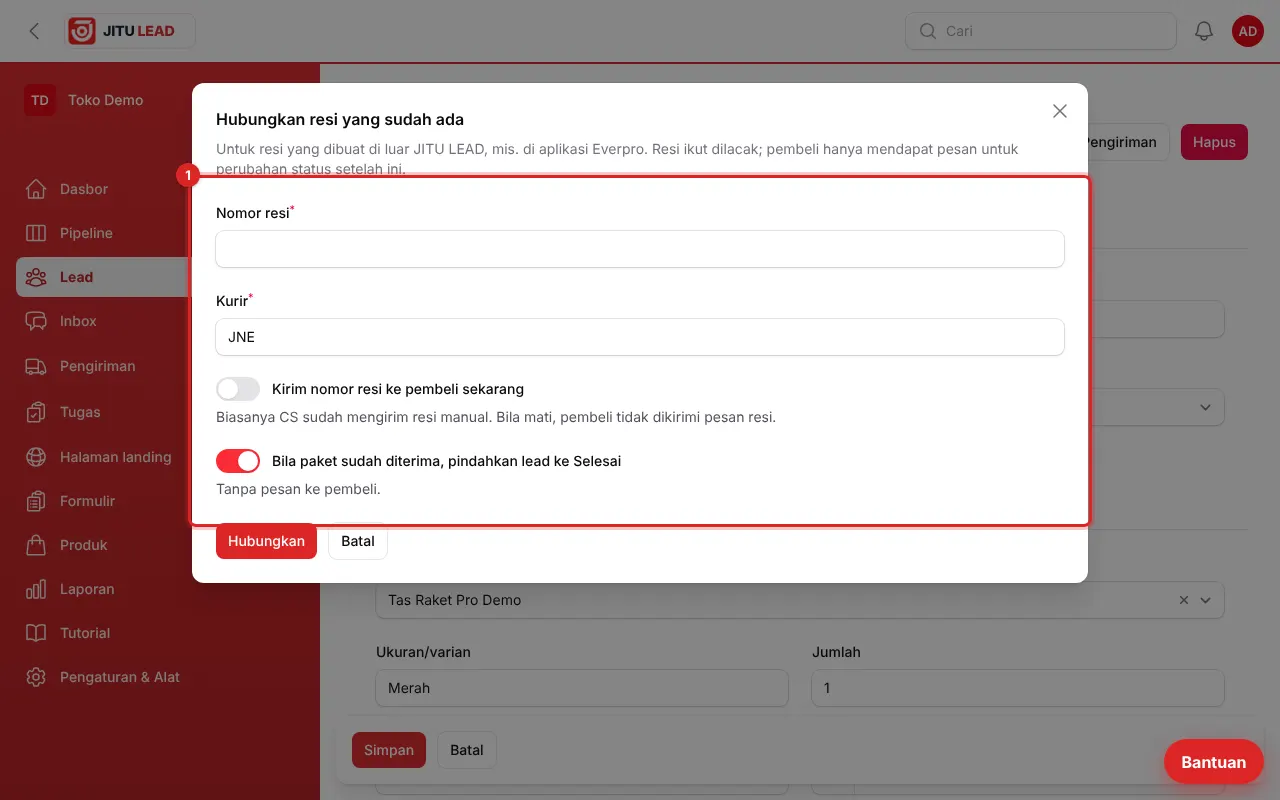 JITU LEAD
Cari
AD
TD
Toko Demo
Dasbor
Pipeline
Lead
Inbox
Pengiriman
Tugas
Halaman landing
Formulir
Produk
Laporan
Tutorial
Pengaturan & Alat
Hubungkan resi yang sudah ada
Untuk resi yang dibuat di luar JITU LEAD, mis. di aplikasi Everpro. Resi ikut dilacak; pembeli hanya mendapat pesan untuk
perubahan status setelah ini.
1
Nomor resi*
Kurir*
JNE
Kirim nomor resi ke pembeli sekarang
Biasanya CS sudah mengirim resi manual. Bila mati, pembeli tidak dikirimi pesan resi.
Bila paket sudah diterima, pindahkan lead ke Selesai
Tanpa pesan ke pembeli.
Hubungkan
Batal
Pengiriman
Hapus
Tas Raket Pro Demo
Ukuran/varian
Jumlah
Merah
1
Simpan
Batal
Bantuan